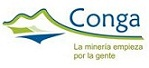 Conga
La minería empieza
por la gente